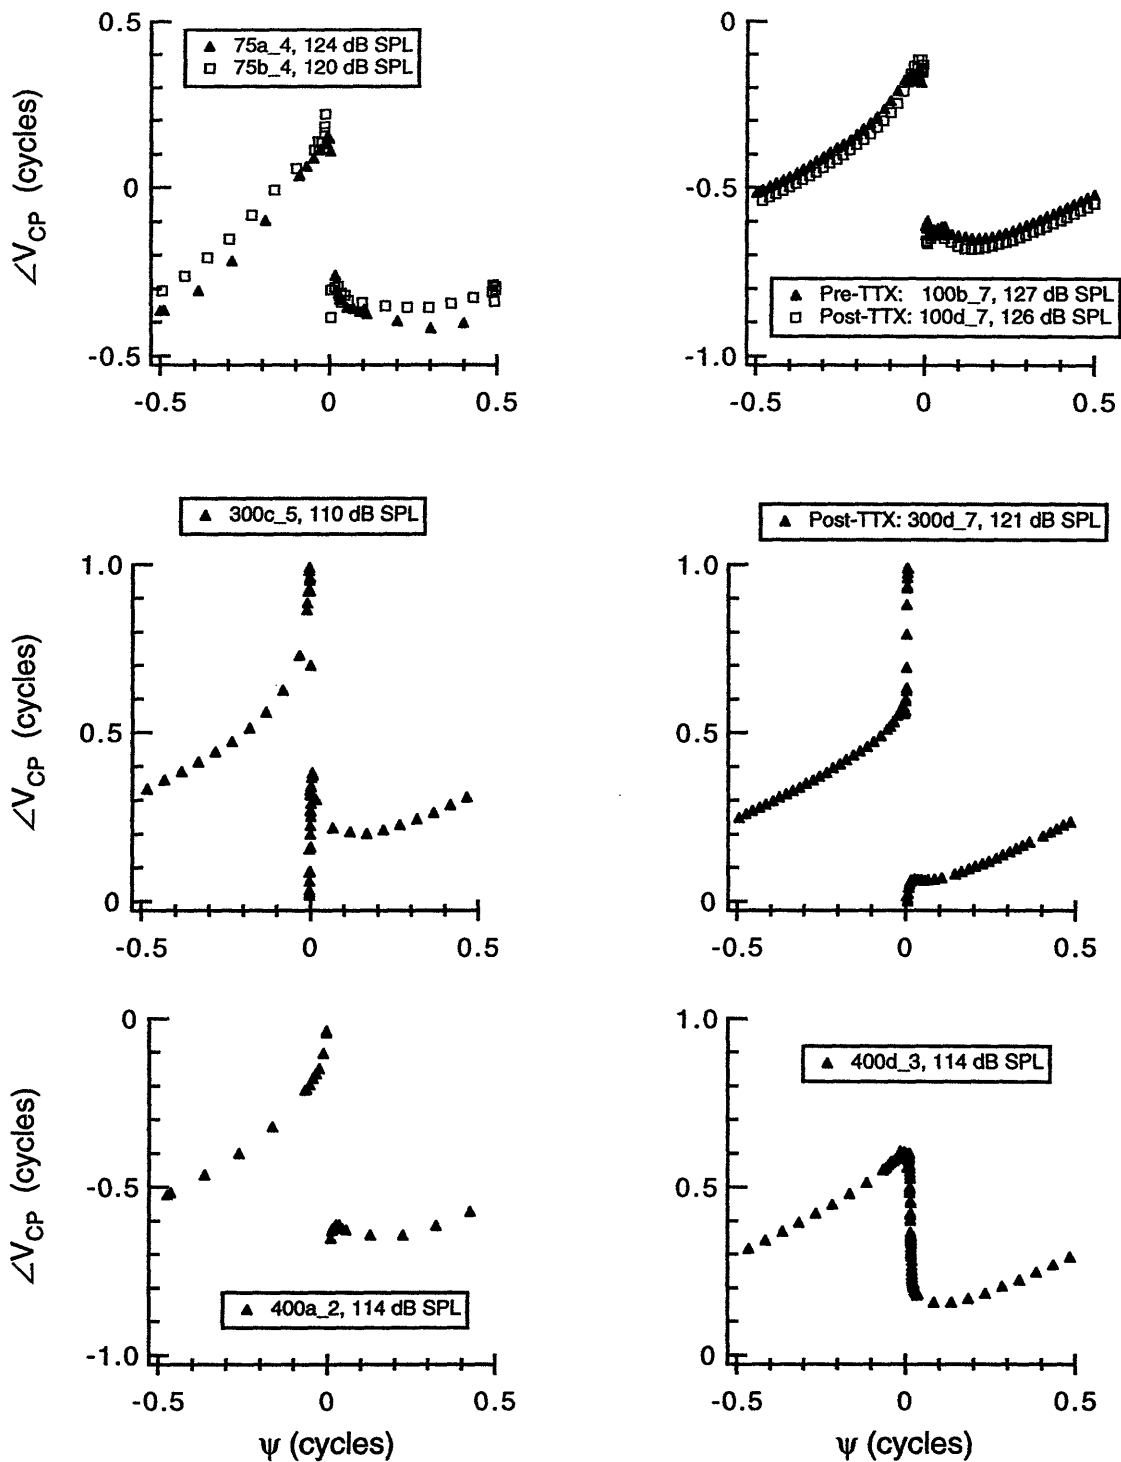 0.5
0
-0.5
∠V_CP (cycles)
75a_4, 124 dB SPL
75b_4, 120 dB SPL
-0.5
0
0.5
0
-0.5
-1.0
Pre-TTX: 100b_7, 127 dB SPL
Post-TTX: 100d_7, 126 dB SPL
-0.5
0
0.5
300c_5, 110 dB SPL
1.0
0.5
0
∠V_CP (cycles)
-0.5
0
0.5
Post-TTX: 300d_7, 121 dB SPL
1.0
0.5
0
-0.5
0
0.5
0
-0.5
-1.0
∠V_CP (cycles)
400a_2, 114 dB SPL
-0.5
0
0.5
ψ (cycles)
1.0
0.5
0
400d_3, 114 dB SPL
-0.5
0
0.5
ψ (cycles)